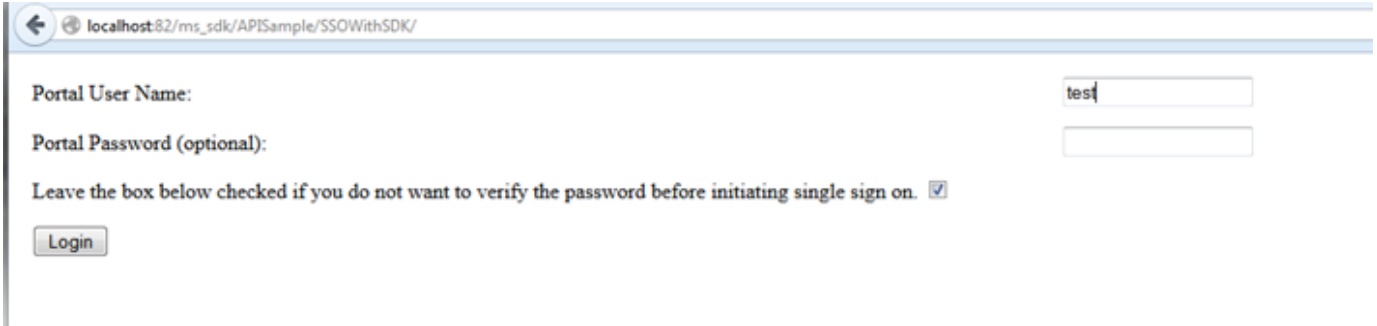 localhost:82/ms_sdk/APISample/SSOWithSDK/
Portal User Name: test
Portal Password (optional):
Leave the box below checked if you do not want to verify the password before initiating single sign on.
Login